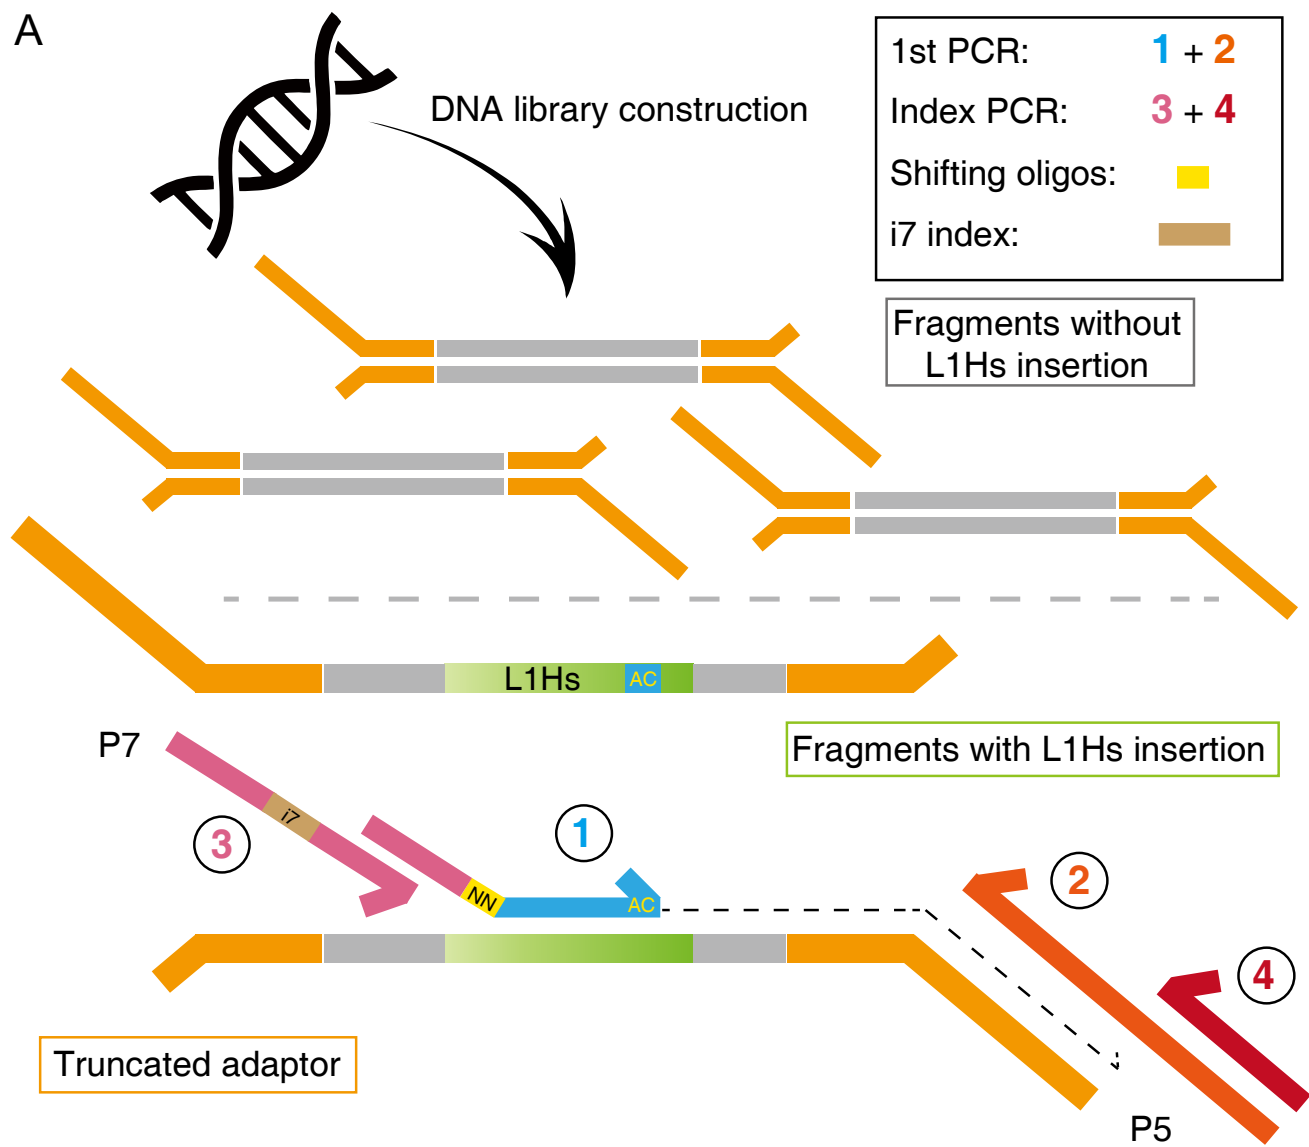 A
DNA library construction
1st PCR: 1 + 2
Index PCR: 3 + 4
Shifting oligos:
i7 index:
Fragments without
L1Hs insertion
L1Hs
AC
Fragments with L1Hs insertion
P7
i7
3
NN
1
AC
2
4
Truncated adaptor
P5